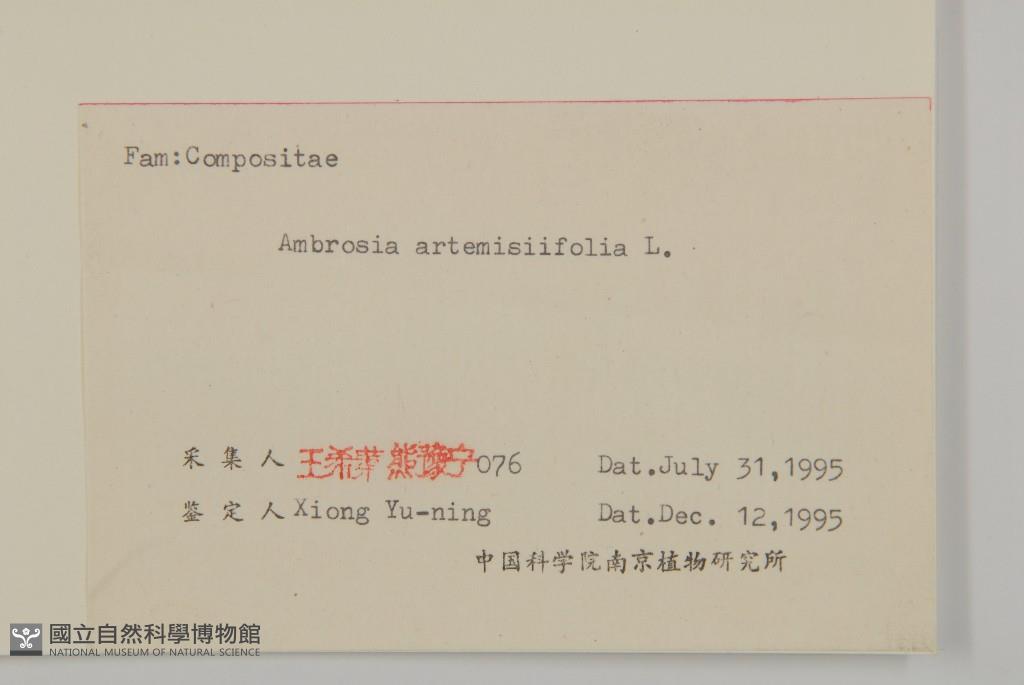 Fam:Compositae
Ambrosia artemisiifolia L.
采集人 王希蕖 熊豫宁 076 Dat.July 31,1995
鉴定人 Xiong Yu-ning Dat.Dec. 12,1995
中国科学院南京植物研究所
國立自然科學博物館
NATIONAL MUSEUM OF NATURAL SCIENCE